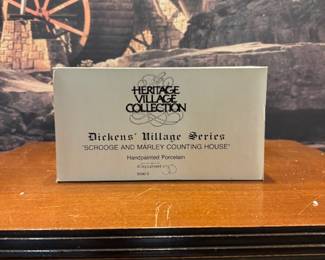 HERITAGE
VILLAGE
COLLECTION
Dickens' Village Series
"SCROOGE AND MARLEY COUNTING HOUSE"
Handpainted Porcelain